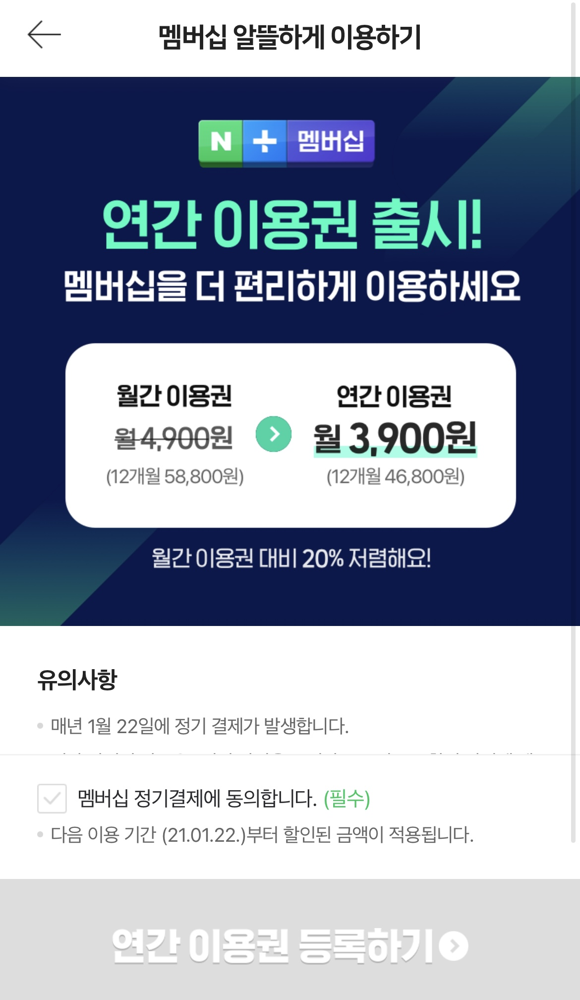 멤버십 알뜰하게 이용하기
N + 멤버십
연간 이용권 출시!
멤버십을 더 편리하게 이용하세요
월간 이용권
월 4,900원
(12개월 58,800원)
연간 이용권
월 3,900원
(12개월 46,800원)
월간 이용권 대비 20% 저렴해요!
유의사항
매년 1월 22일에 정기 결제가 발생합니다.
멤버십 정기결제에 동의합니다. (필수)
다음 이용 기간 (21.01.22.)부터 할인된 금액이 적용됩니다.
연간 이용권 등록하기